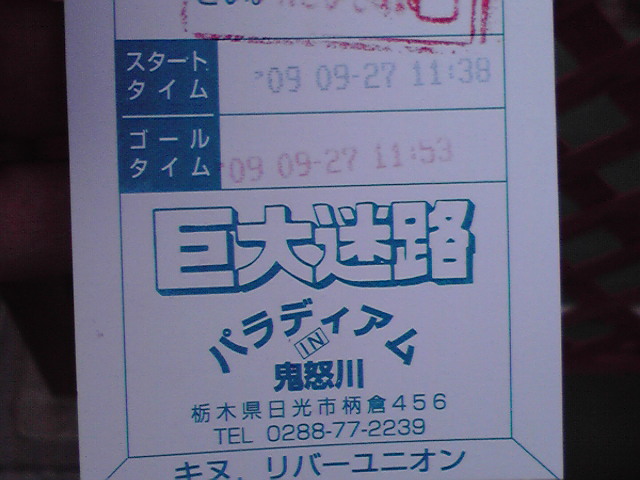 スタート
タイム
'09 09-27 11:38
ゴール
タイム
'09 09-27 11:53
巨大迷路
パラディアム
IN
鬼怒川
栃木県日光市柄倉456
TEL 0288-77-2239
キヌ、リバーユニオン